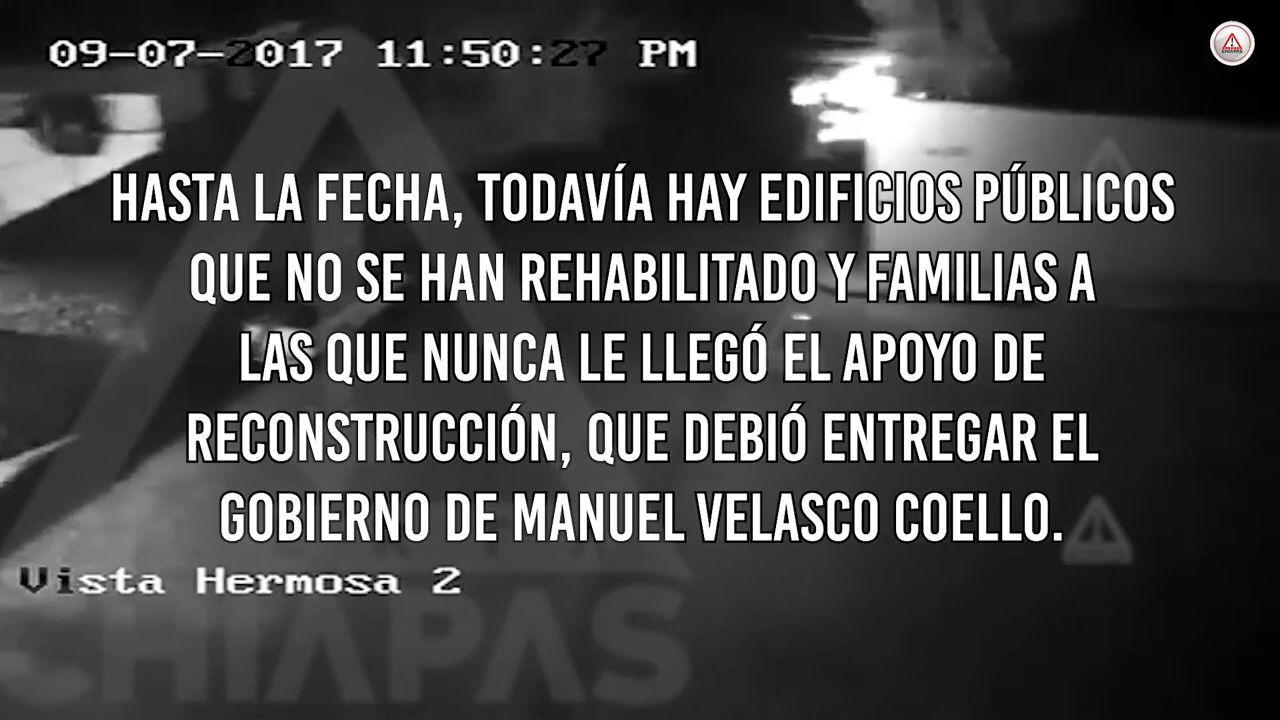 09-07-2017 11:50:27 PM
CHIAPAS
HASTA LA FECHA, TODAVÍA HAY EDIFICIOS PÚBLICOS
QUE NO SE HAN REHABILITADO Y FAMILIAS A
LAS QUE NUNCA LE LLEGÓ EL APOYO DE
RECONSTRUCCIÓN, QUE DEBIÓ ENTREGAR EL
GOBIERNO DE MANUEL VELASCO COELLO.
Vista Hermosa 2
CHIAPAS